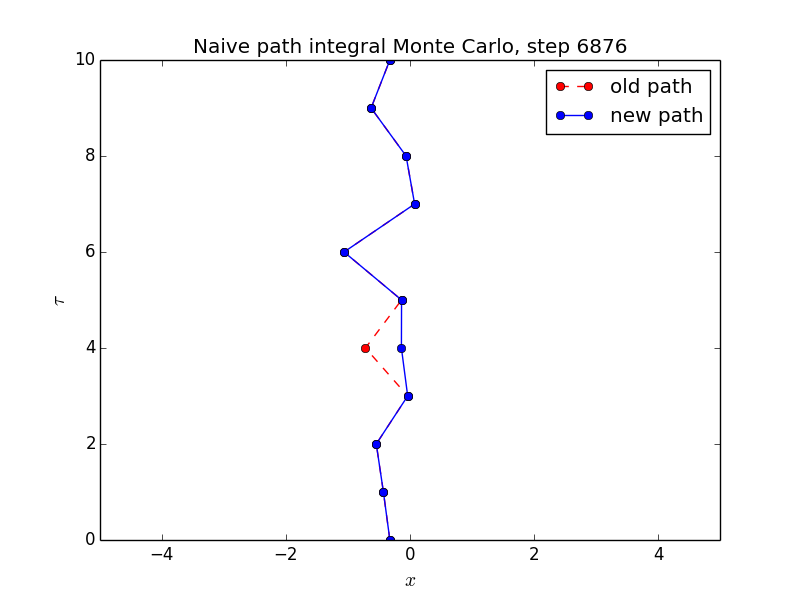 Naive path integral Monte Carlo, step 6876
old path
new path
10
8
6
4
2
0
τ
−4 −2 0 2 4
x